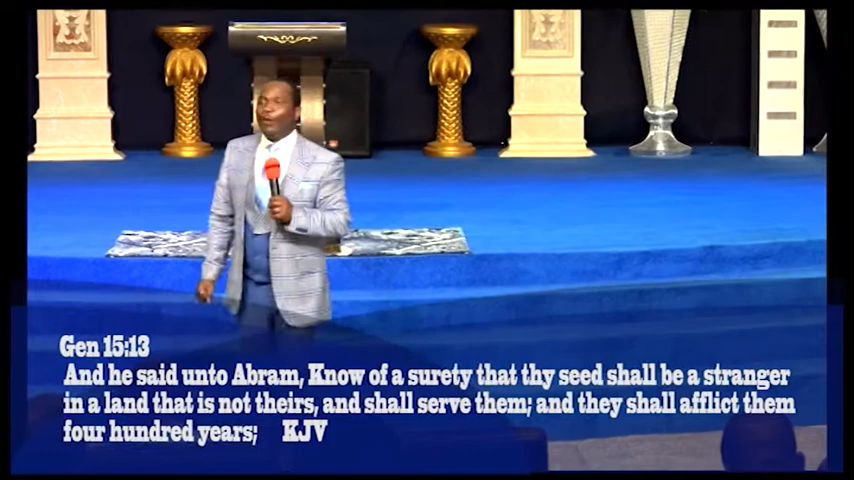 Gen 15:13
And he said unto Abram, Know of a surety that thy seed shall be a stranger
in a land that is not theirs, and shall serve them; and they shall afflict them
four hundred years;   KJV